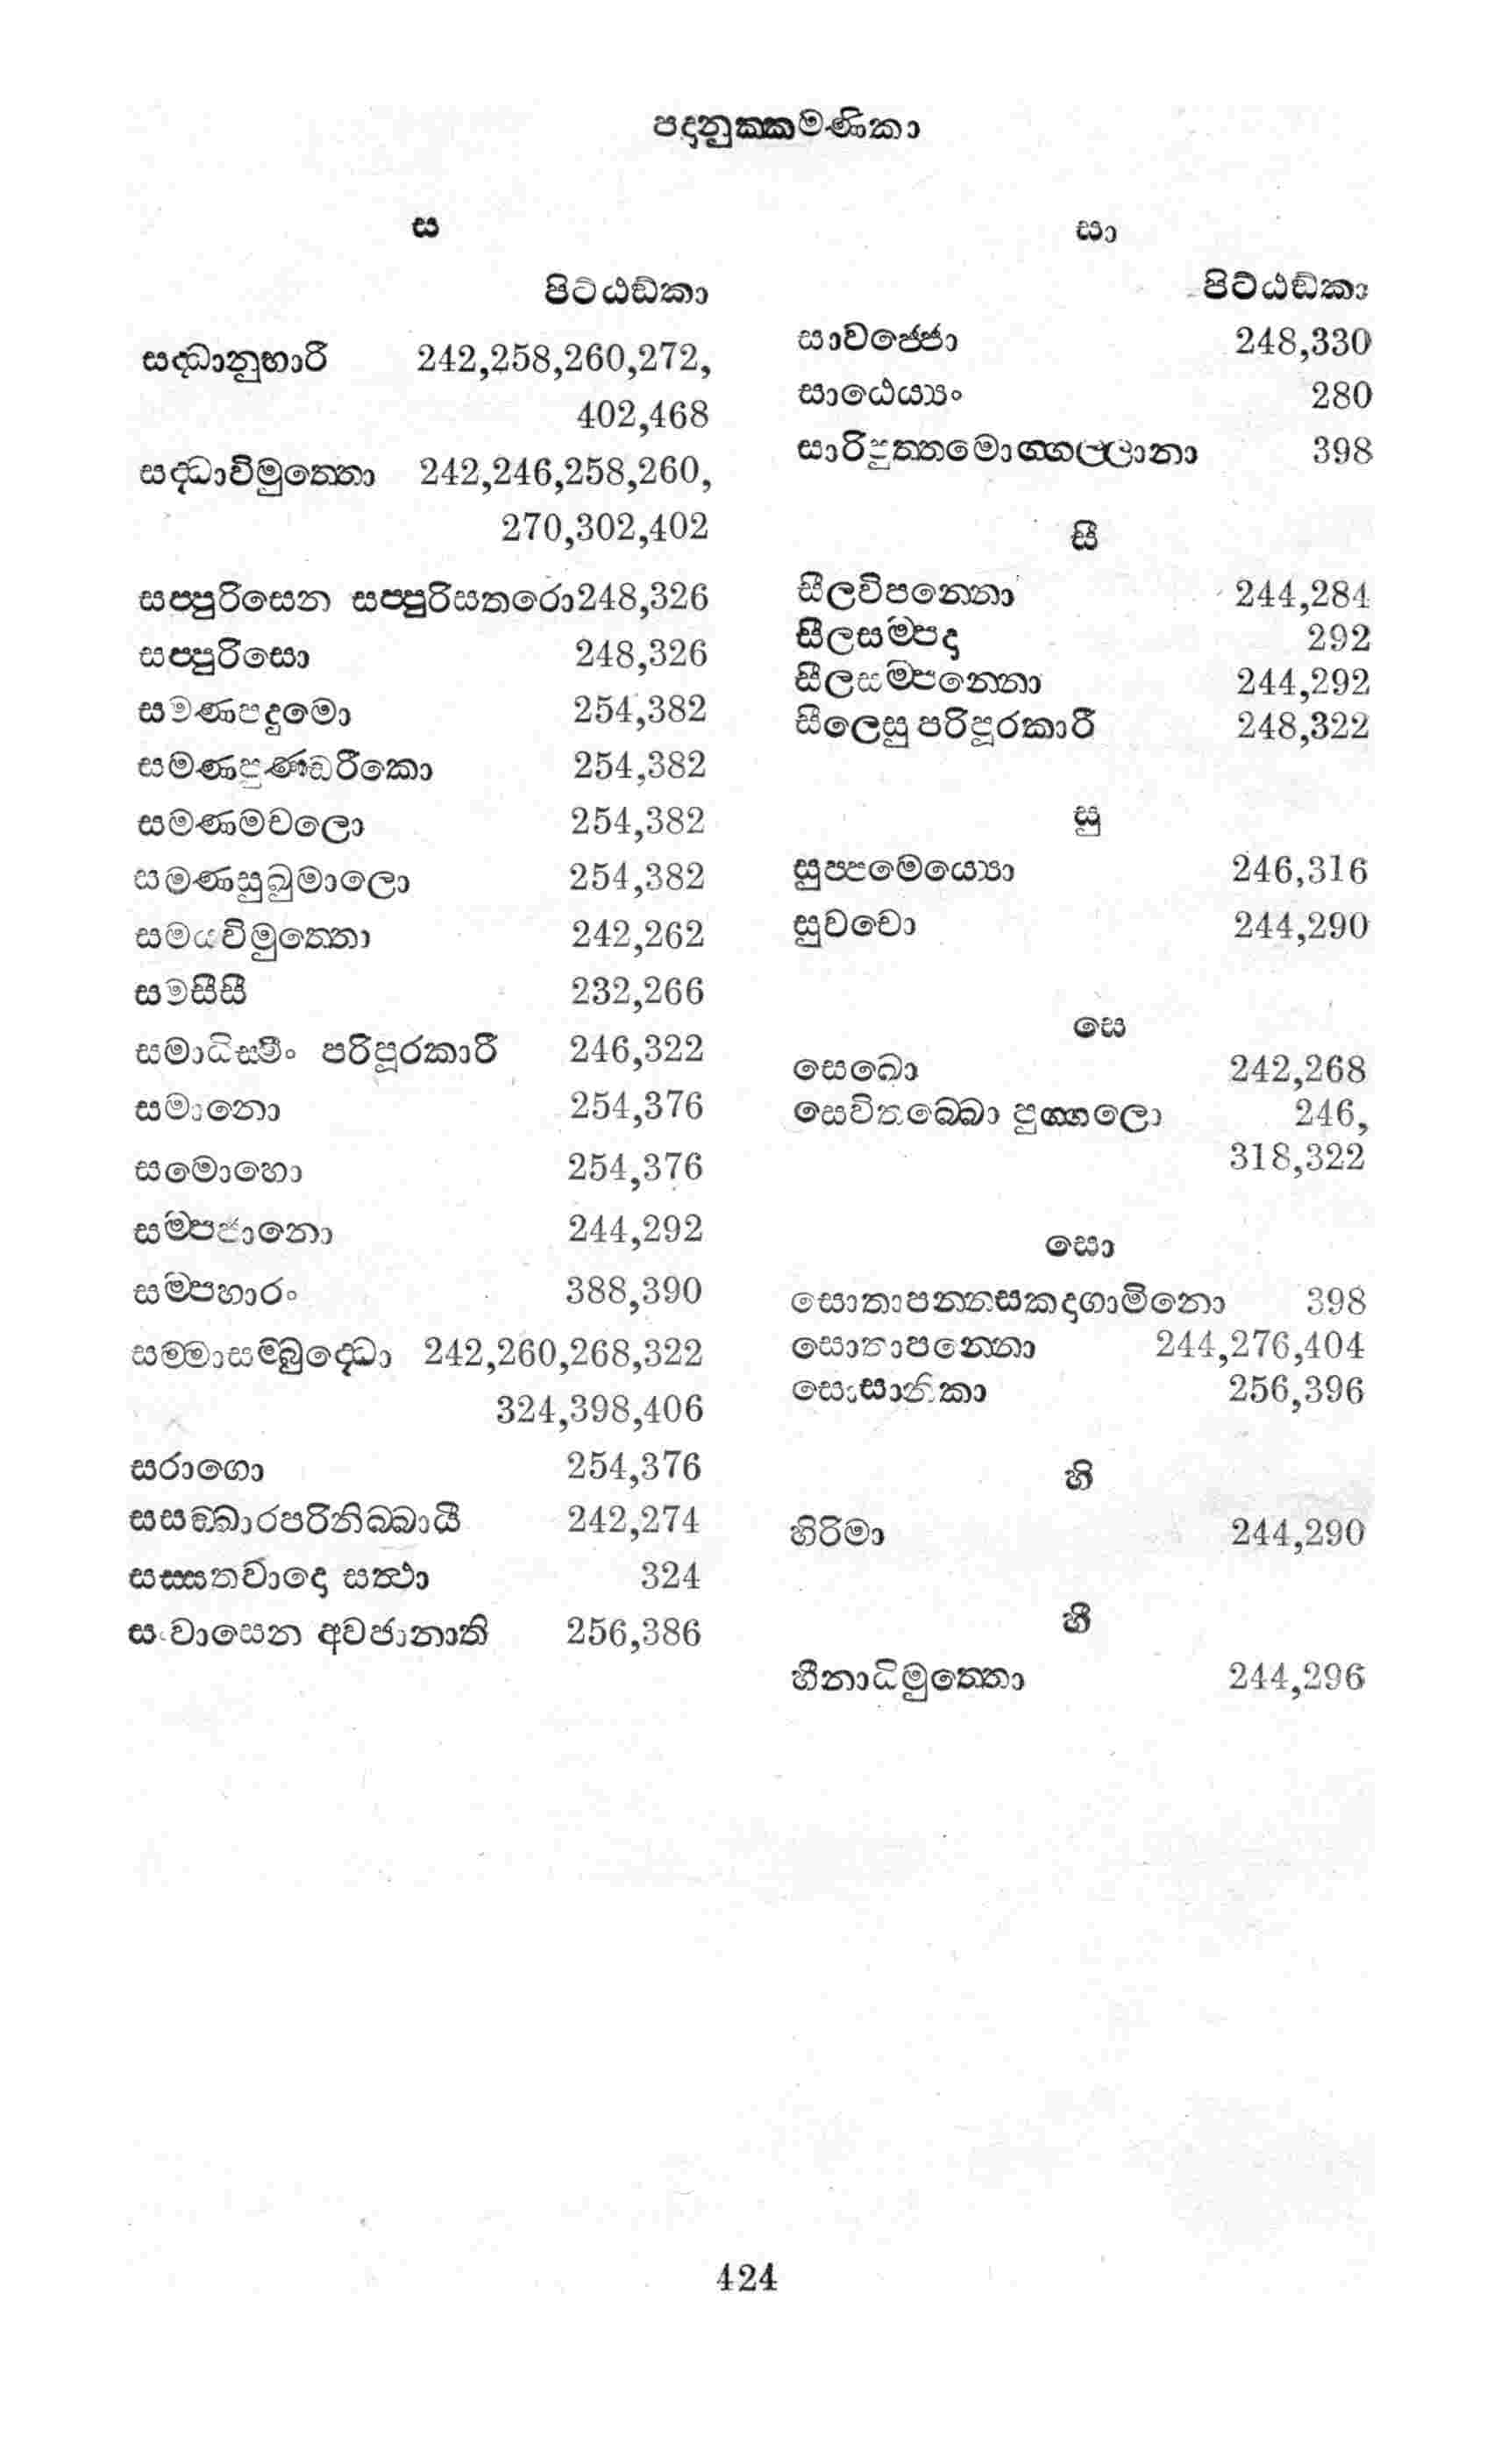 පදානුක්කමණිකා
ස
පිට්ඨඞ්කා
සද්ධානුභාරී 242,258,260,272,
402,468
සද්ධාවිමුත්තො 242,246,258,260,
270,302,402
සප්පුරිසෙන සප්පුරිසතරො248,326
සප්පුරිසො 248,326
සමණපදුමො 254,382
සමණපුණ්ඩරීකො 254,382
සමණමචලො 254,382
සමණසුඛුමාලො 254,382
සමයවිමුත්තො 242,262
සමසීසී 232,266
සමාධිස්මිං පරිපූරකාරී 246,322
සමානො 254,376
සමොහො 254,376
සම්පජානො 244,292
සම්පහාරං 388,390
සම්මාසම්බුද්ධො 242,260,268,322
324,398,406
සරාගො 254,376
සසඞ්ඛාරපරිනිබ්බායී 242,274
සස්සතවාදො සත්ථා 324
සංවාසෙන අවජානාති 256,386
සා
පිට්ඨඞ්කා
සාවජ්ජො 248,330
සාඨෙය්‍යං 280
සාරිපුත්තමොග්ගල්ලානා 398
සී
සීලවිපන්නො 244,284
සීලසම්පදා 292
සීලසම්පන්නො 244,292
සීලෙසු පරිපූරකාරී 248,322
සු
සුප්පමෙය්‍යො 246,316
සුවචො 244,290
සෙ
සෙඛො 242,268
සෙවිතබ්බො පුග්ගලො 246,
318,322
සො
සොතාපන්නසකදාගාමිනො 398
සොතාපන්නො 244,276,404
සොසානිකා 256,396
හි
හිරිමා 244,290
හී
හීනාධිමුත්තො 244,296
424